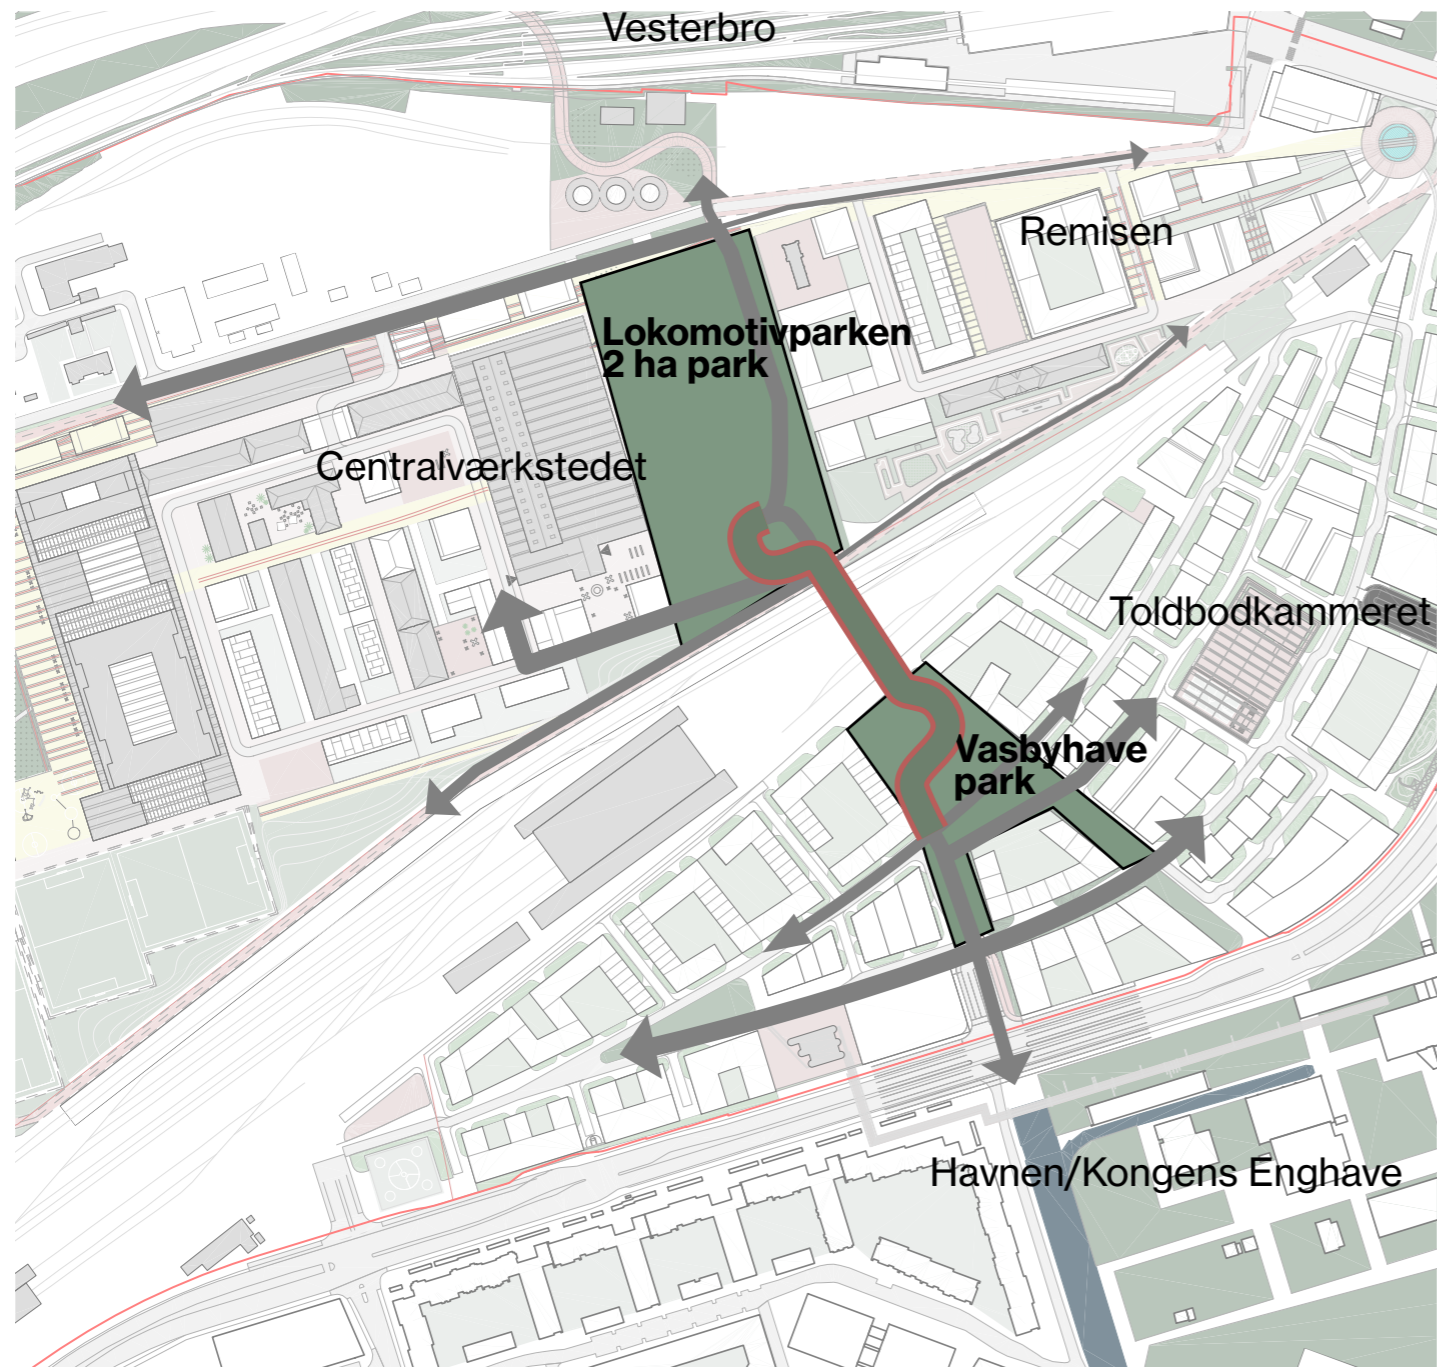 Vesterbro
Remisen
Lokomotivparken
2 ha park
Centralværkstedet
Toldbodkammeret
Vasbyhave
park
Havnen/Kongens Enghave